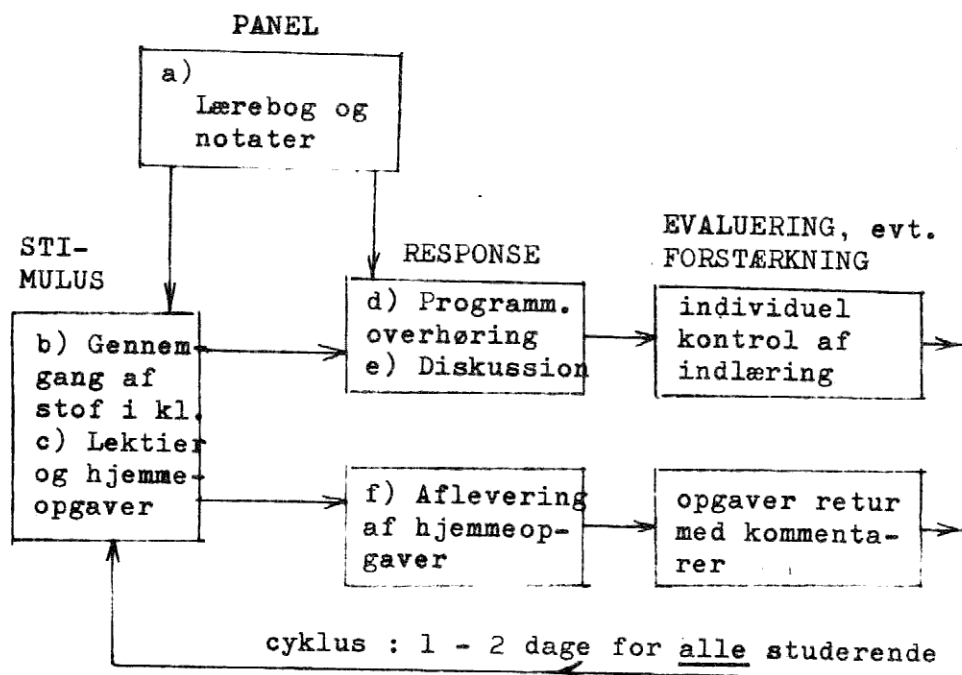 PANEL
a)
Lærebog og
notater
STI-
MULUS
b) Gennem-
gang af
stof i kl.
c) Lektier
og hjemme-
opgaver
RESPONSE
d) Programm.
overhøring
e) Diskussion
f) Aflevering
af hjemmeop-
gaver
EVALUERING, evt.
FORSTÆRKNING
individuel
kontrol af
indlæring
opgaver retur
med kommenta-
rer
cyklus : 1 - 2 dage for alle studerende